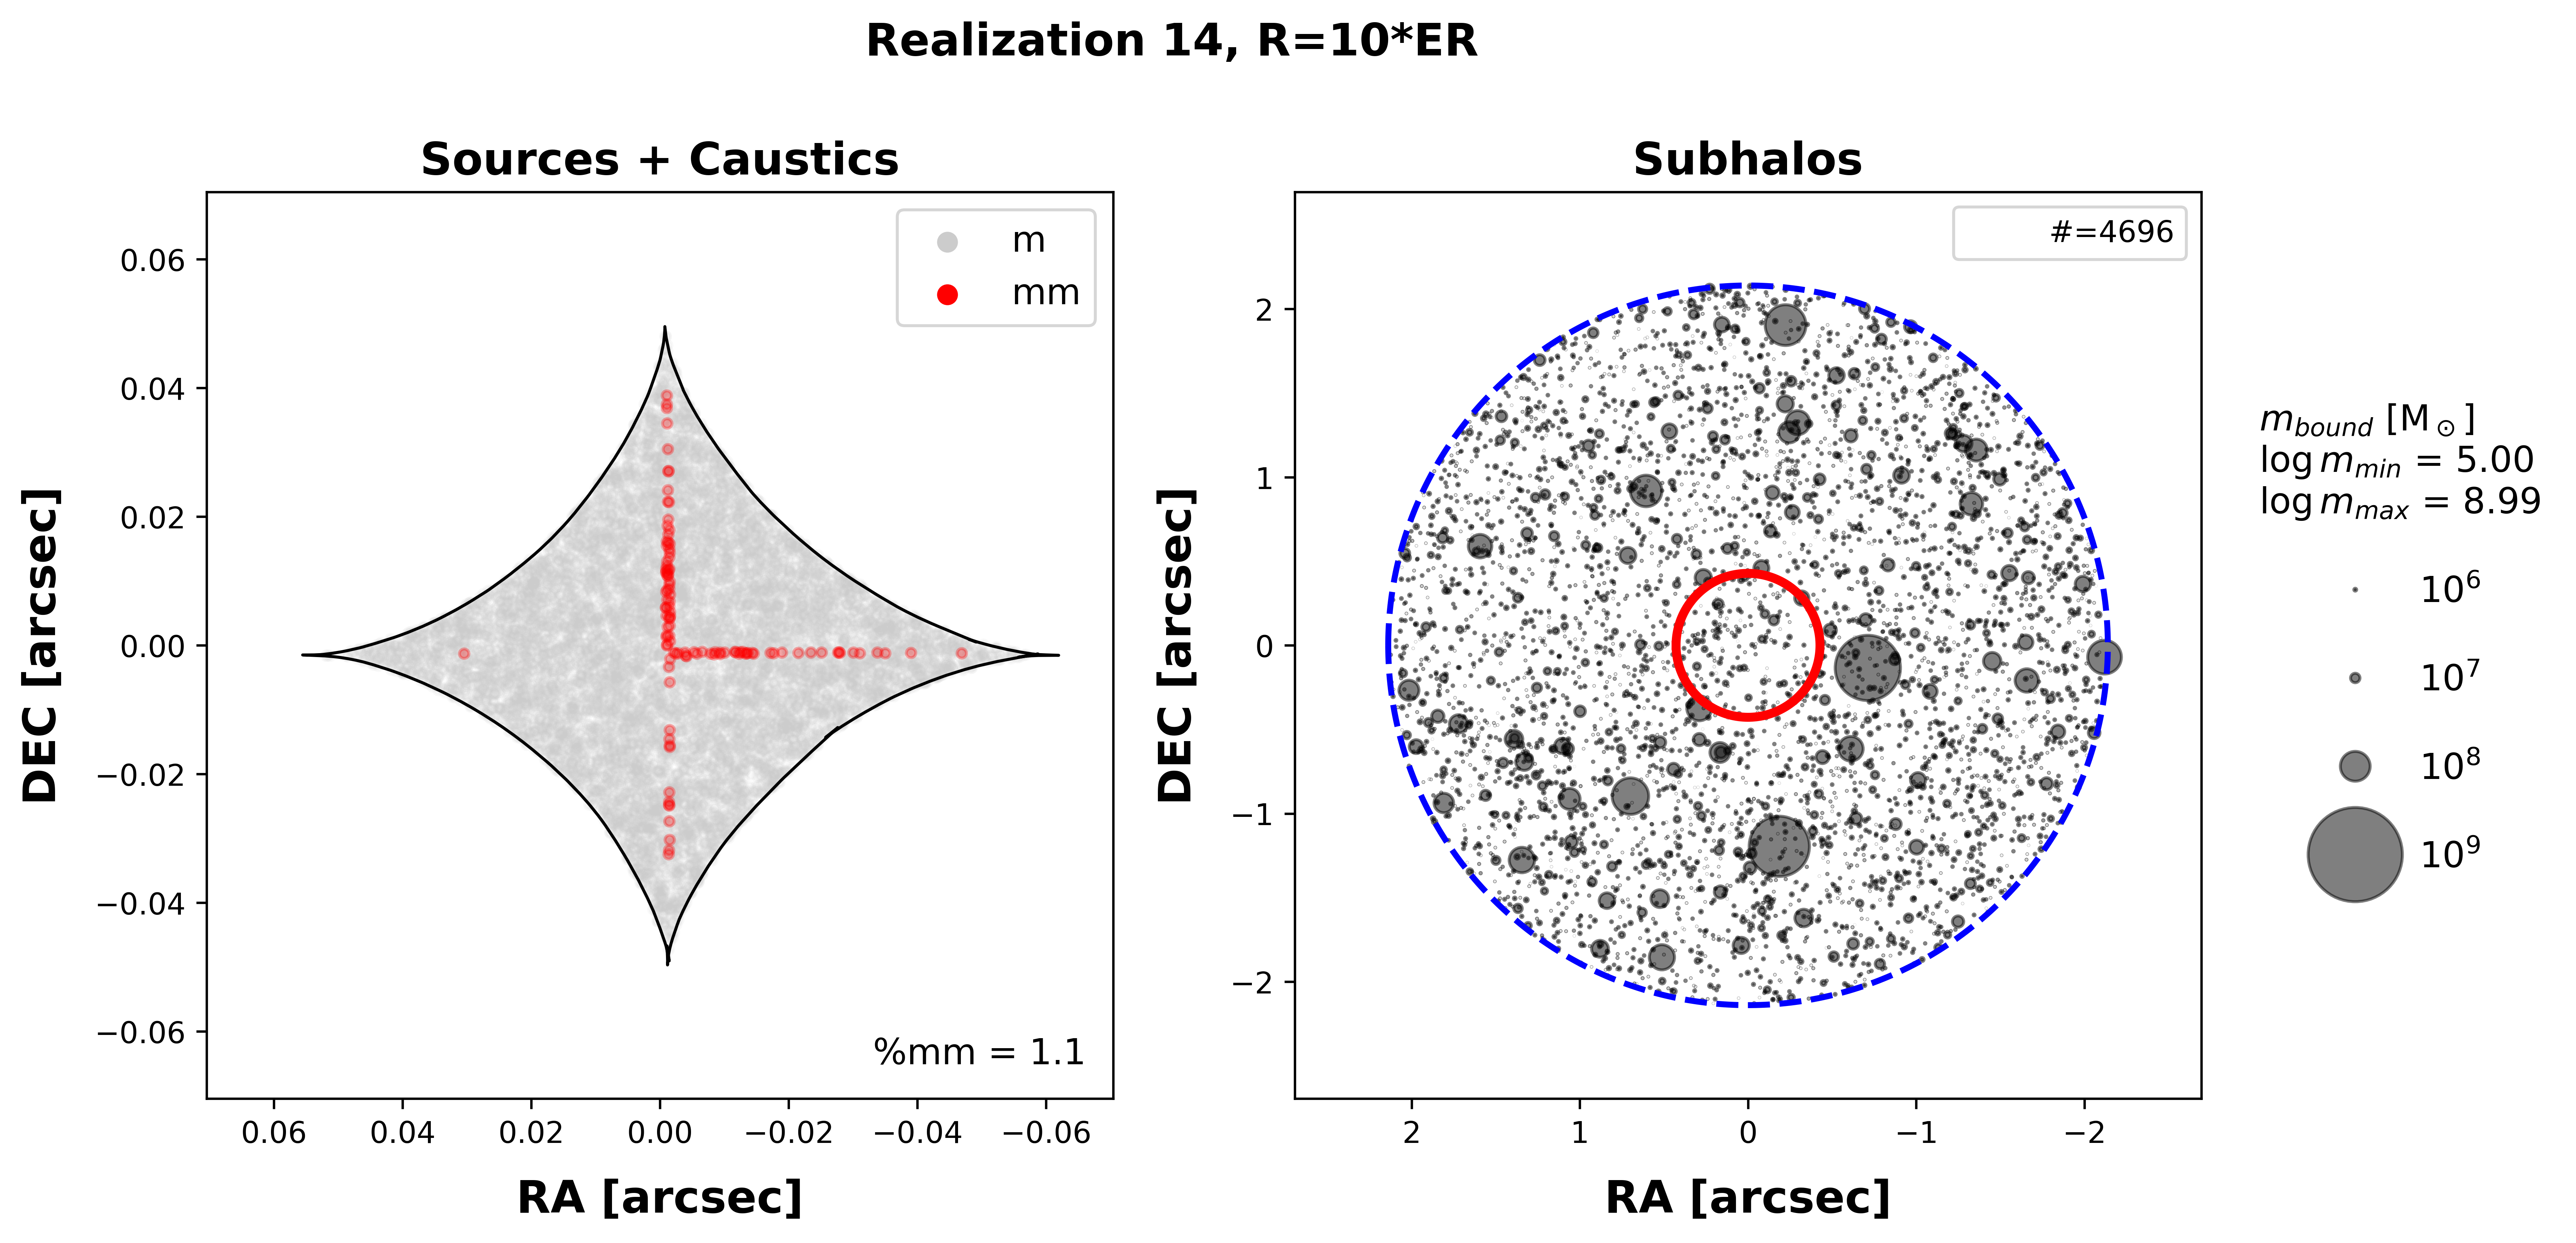 Realization 14, R=10*ER
Sources + Caustics
m
mm
0.06
0.04
0.02
0.00
−0.02
−0.04
−0.06
DEC [arcsec]
%mm = 1.1
0.06
0.04
0.02
0.00
−0.02
−0.04
−0.06
RA [arcsec]
Subhalos
#=4696
2
1
0
−1
−2
DEC [arcsec]
2
1
0
−1
−2
RA [arcsec]
m_bound [M_⊙]
log m_min = 5.00
log m_max = 8.99
10^6
10^7
10^8
10^9